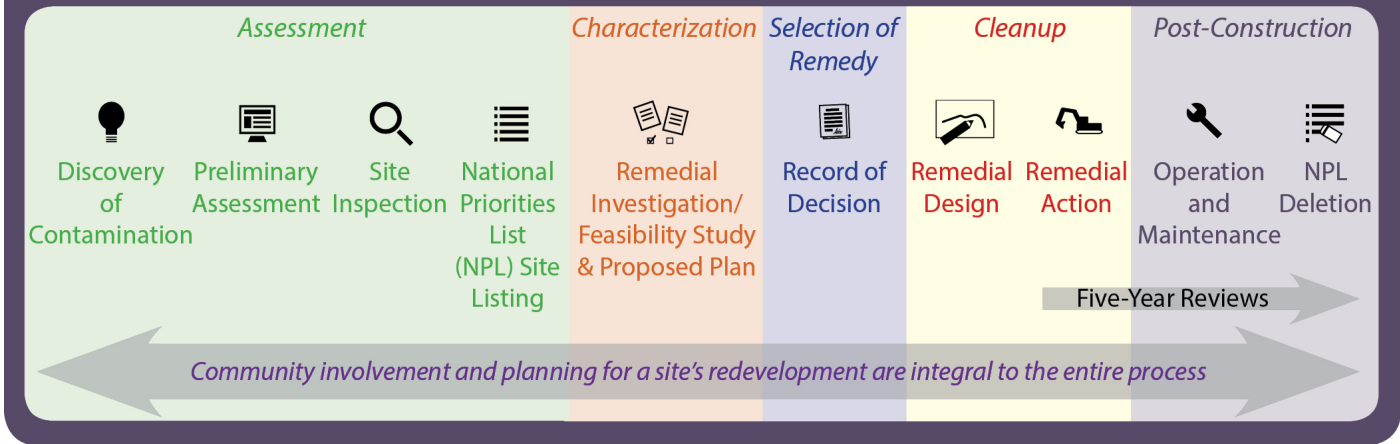 Assessment
Characterization
Selection of
Remedy
Cleanup
Post-Construction
Discovery
of
Contamination
Preliminary
Assessment
Site
Inspection
National
Priorities
List
(NPL) Site
Listing
Remedial
Investigation/
Feasibility Study
& Proposed Plan
Record of
Decision
Remedial
Design
Remedial
Action
Operation
and
Maintenance
NPL
Deletion
Five-Year Reviews
Community involvement and planning for a site's redevelopment are integral to the entire process